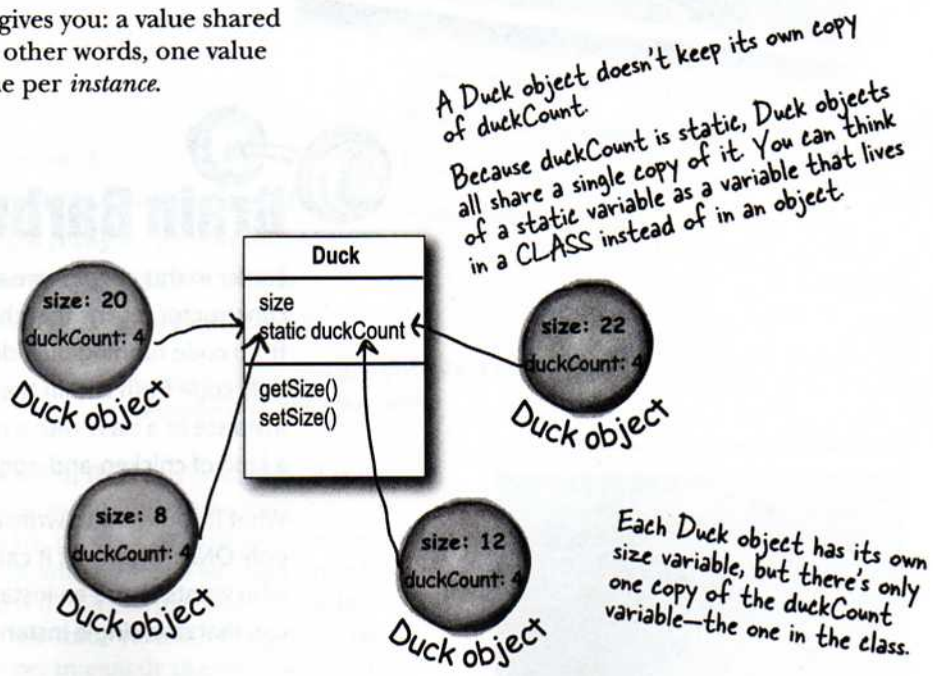 gives you: a value shared
other words, one value
e per instance.
A Duck object doesn't keep its own copy
of duckCount.
Because duckCount is static, Duck objects
all share a single copy of it. You can think
of a static variable as a variable that lives
in a CLASS instead of in an object.
Duck
size
static duckCount
getSize()
setSize()
size: 20
duckCount: 4
Duck object
size: 22
duckCount: 4
Duck object
size: 8
duckCount: 4
Duck object
size: 12
duckCount: 4
Duck object
Each Duck object has its own
size variable, but there's only
one copy of the duckCount
variable—the one in the class.